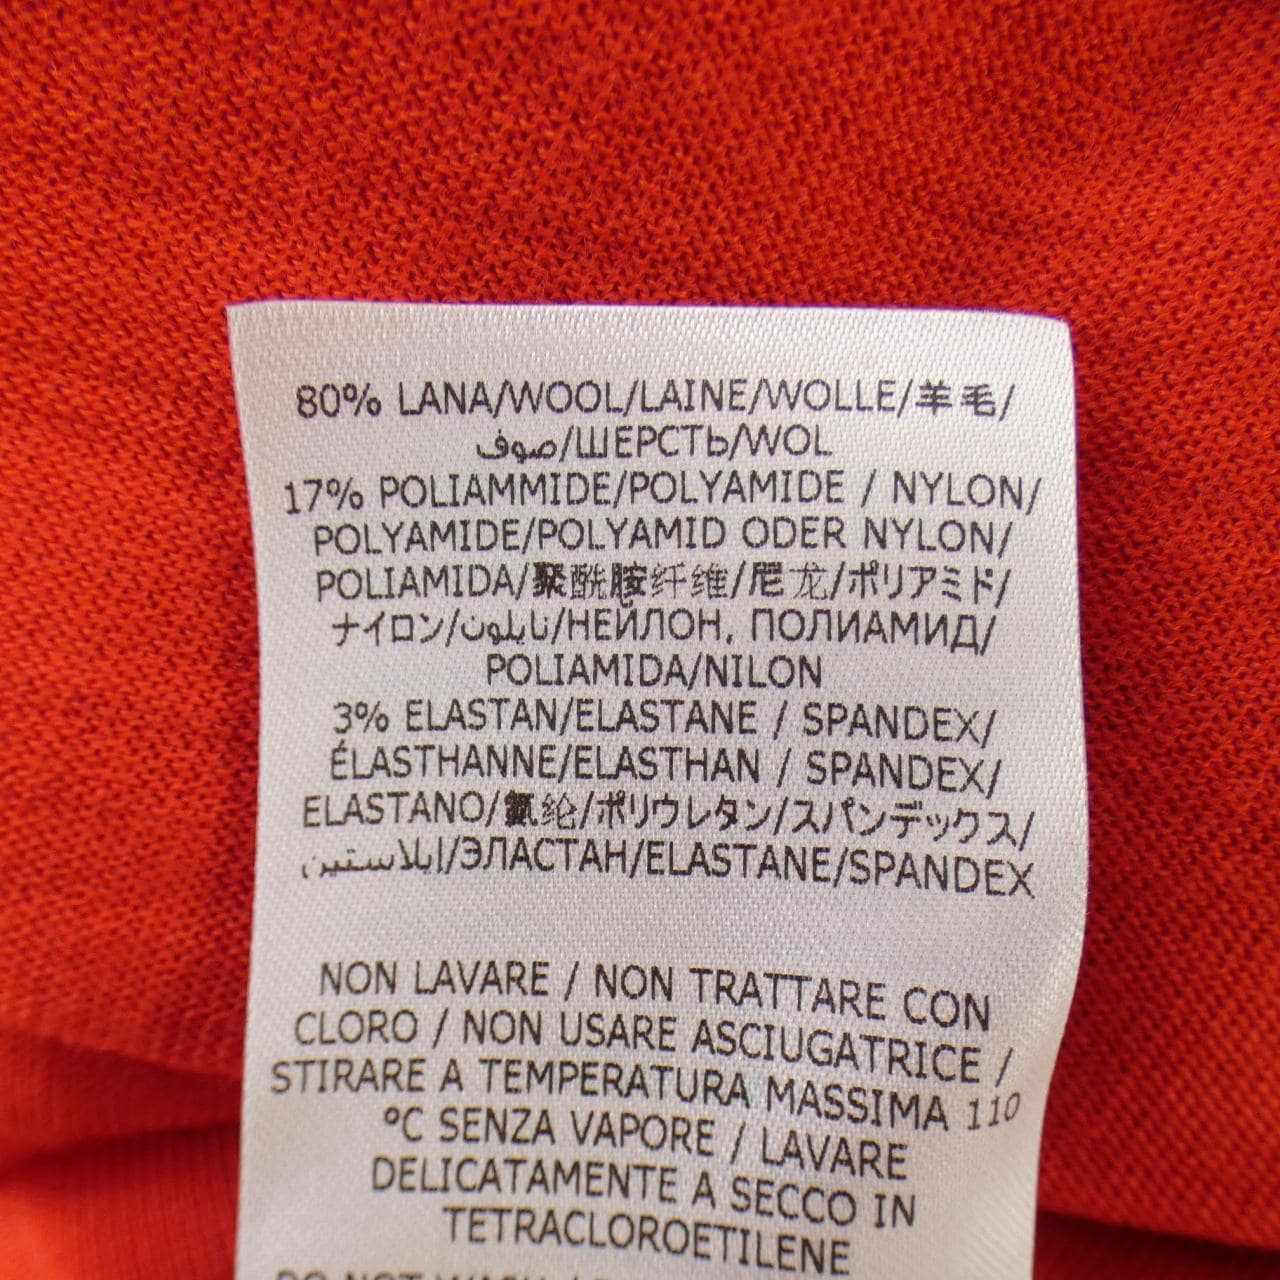 80% LANA/WOOL/LAINE/WOLLE/羊毛/
صوف/ШЕРСТЬ/WOL
17% POLIAMMIDE/POLYAMIDE / NYLON/
POLYAMIDE/POLYAMID ODER NYLON/
POLIAMIDA/聚酰胺纤维/尼龙/ポリアミド/
ナイロン/نايلون/НЕЙЛОН, ПОЛИАМИД/
POLIAMIDA/NILON
3% ELASTAN/ELASTANE / SPANDEX/
ÉLASTHANNE/ELASTHAN / SPANDEX/
ELASTANO/氨纶/ポリウレタン/スパンデックス/
إيلاستين/ЭЛАСТАН/ELASTANE/SPANDEX
NON LAVARE / NON TRATTARE CON
CLORO / NON USARE ASCIUGATRICE /
STIRARE A TEMPERATURA MASSIMA 110
°C SENZA VAPORE / LAVARE
DELICATAMENTE A SECCO IN
TETRACLOROETILENE
DO NOT WASH /